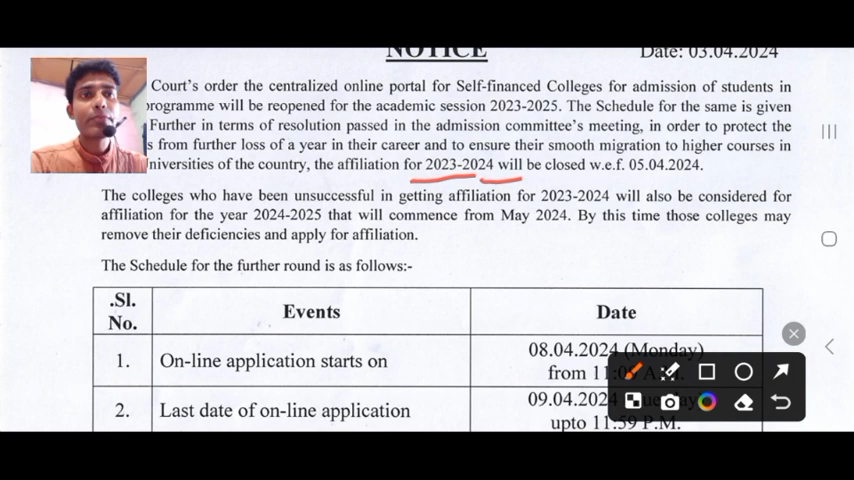 NOTICE
Date: 03.04.2024
Court's order the centralized online portal for Self-financed Colleges for admission of students in
rogramme will be reopened for the academic session 2023-2025. The Schedule for the same is given
Further in terms of resolution passed in the admission committee's meeting, in order to protect the
s from further loss of a year in their career and to ensure their smooth migration to higher courses in
niversities of the country, the affiliation for 2023-2024 will be closed w.e.f. 05.04.2024.
The colleges who have been unsuccessful in getting affiliation for 2023-2024 will also be considered for
affiliation for the year 2024-2025 that will commence from May 2024. By this time those colleges may
remove their deficiencies and apply for affiliation.
The Schedule for the further round is as follows:-
.Sl. No.
Events
Date
1.
On-line application starts on
08.04.2024 (Monday)
from 11:
2.
Last date of on-line application
09.04.2024
upto 11.59 P.M.